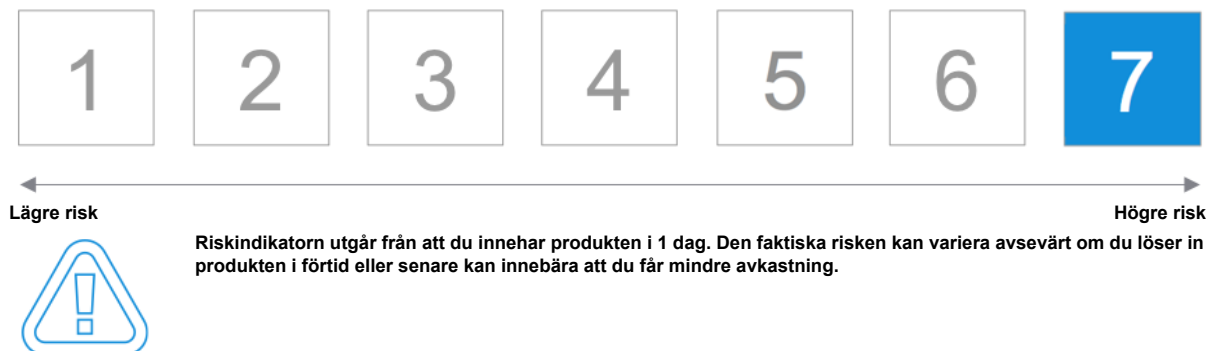 1 2 3 4 5 6 7
Lägre risk Högre risk
Riskindikatorn utgår från att du innehar produkten i 1 dag. Den faktiska risken kan variera avsevärt om du löser in
produkten i förtid eller senare kan innebära att du får mindre avkastning.